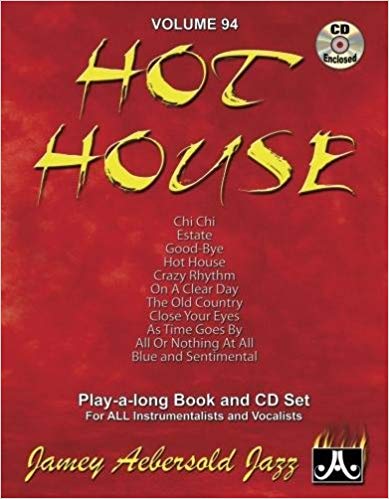 VOLUME 94
CD
Enclosed
HOT
HOUSE
Chi Chi
Estate
Good-Bye
Hot House
Crazy Rhythm
On A Clear Day
The Old Country
Close Your Eyes
As Time Goes By
All Or Nothing At All
Blue and Sentimental
Play-a-long Book and CD Set
For ALL Instrumentalists and Vocalists
Jamey Aebersold Jazz
JA